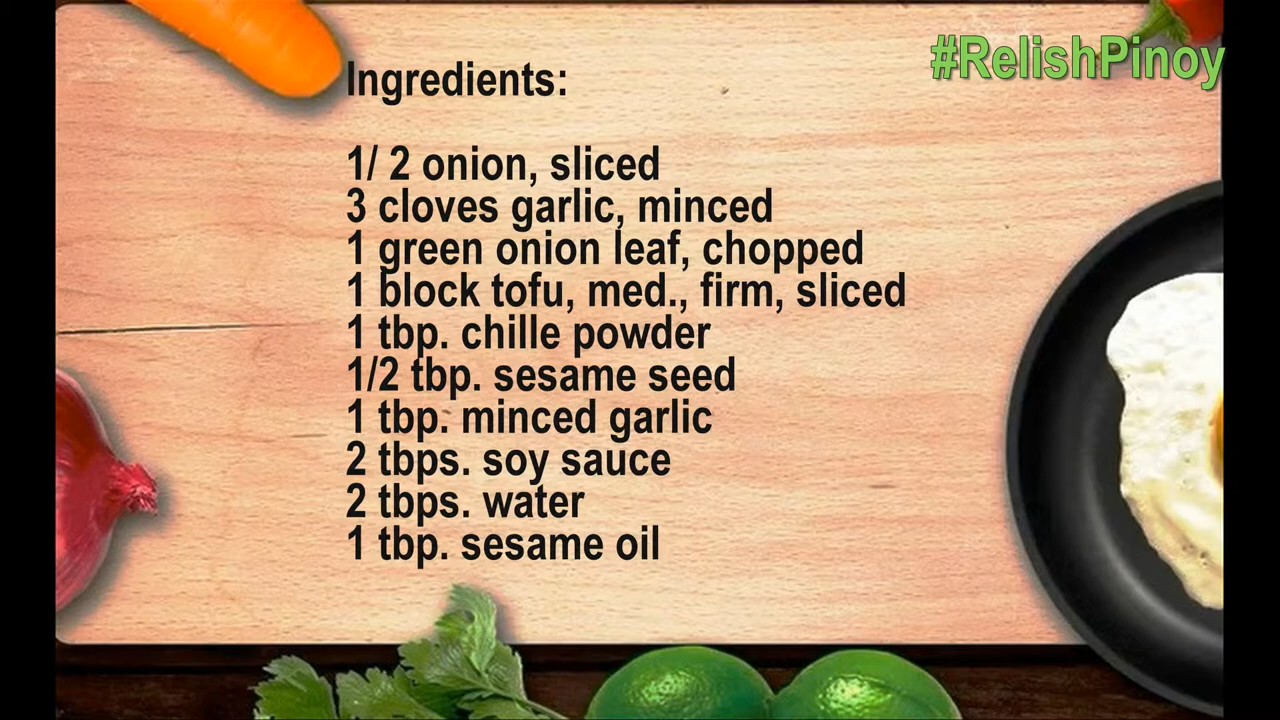 #RelishPinoy
Ingredients:
1/ 2 onion, sliced
3 cloves garlic, minced
1 green onion leaf, chopped
1 block tofu, med., firm, sliced
1 tbp. chille powder
1/2 tbp. sesame seed
1 tbp. minced garlic
2 tbps. soy sauce
2 tbps. water
1 tbp. sesame oil